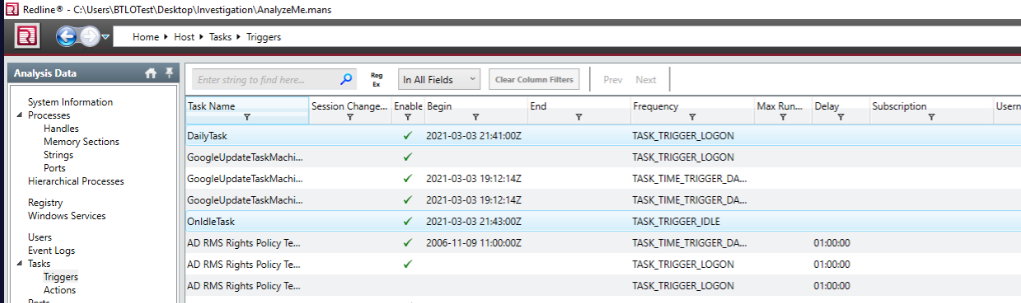 Redline® - C:\Users\BTLOTest\Desktop\Investigation\AnalyzeMe.mans
Home Host Tasks Triggers
Analysis Data
System Information
Processes
Handles
Memory Sections
Strings
Ports
Hierarchical Processes
Registry
Windows Services
Users
Event Logs
Tasks
Triggers
Actions
Enter string to find here... Reg Ex In All Fields Clear Column Filters Prev Next
Task Name Session Change... Enable Begin End Frequency Max Run... Delay Subscription Usern
DailyTask 2021-03-03 21:41:00Z TASK_TRIGGER_LOGON
GoogleUpdateTaskMachi... TASK_TRIGGER_LOGON
GoogleUpdateTaskMachi... 2021-03-03 19:12:14Z TASK_TIME_TRIGGER_DA...
GoogleUpdateTaskMachi... 2021-03-03 19:12:14Z TASK_TIME_TRIGGER_DA...
OnIdleTask 2021-03-03 21:43:00Z TASK_TRIGGER_IDLE
AD RMS Rights Policy Te... 2006-11-09 11:00:00Z TASK_TIME_TRIGGER_DA... 01:00:00
AD RMS Rights Policy Te... TASK_TRIGGER_LOGON 01:00:00
AD RMS Rights Policy Te... TASK_TRIGGER_LOGON 01:00:00